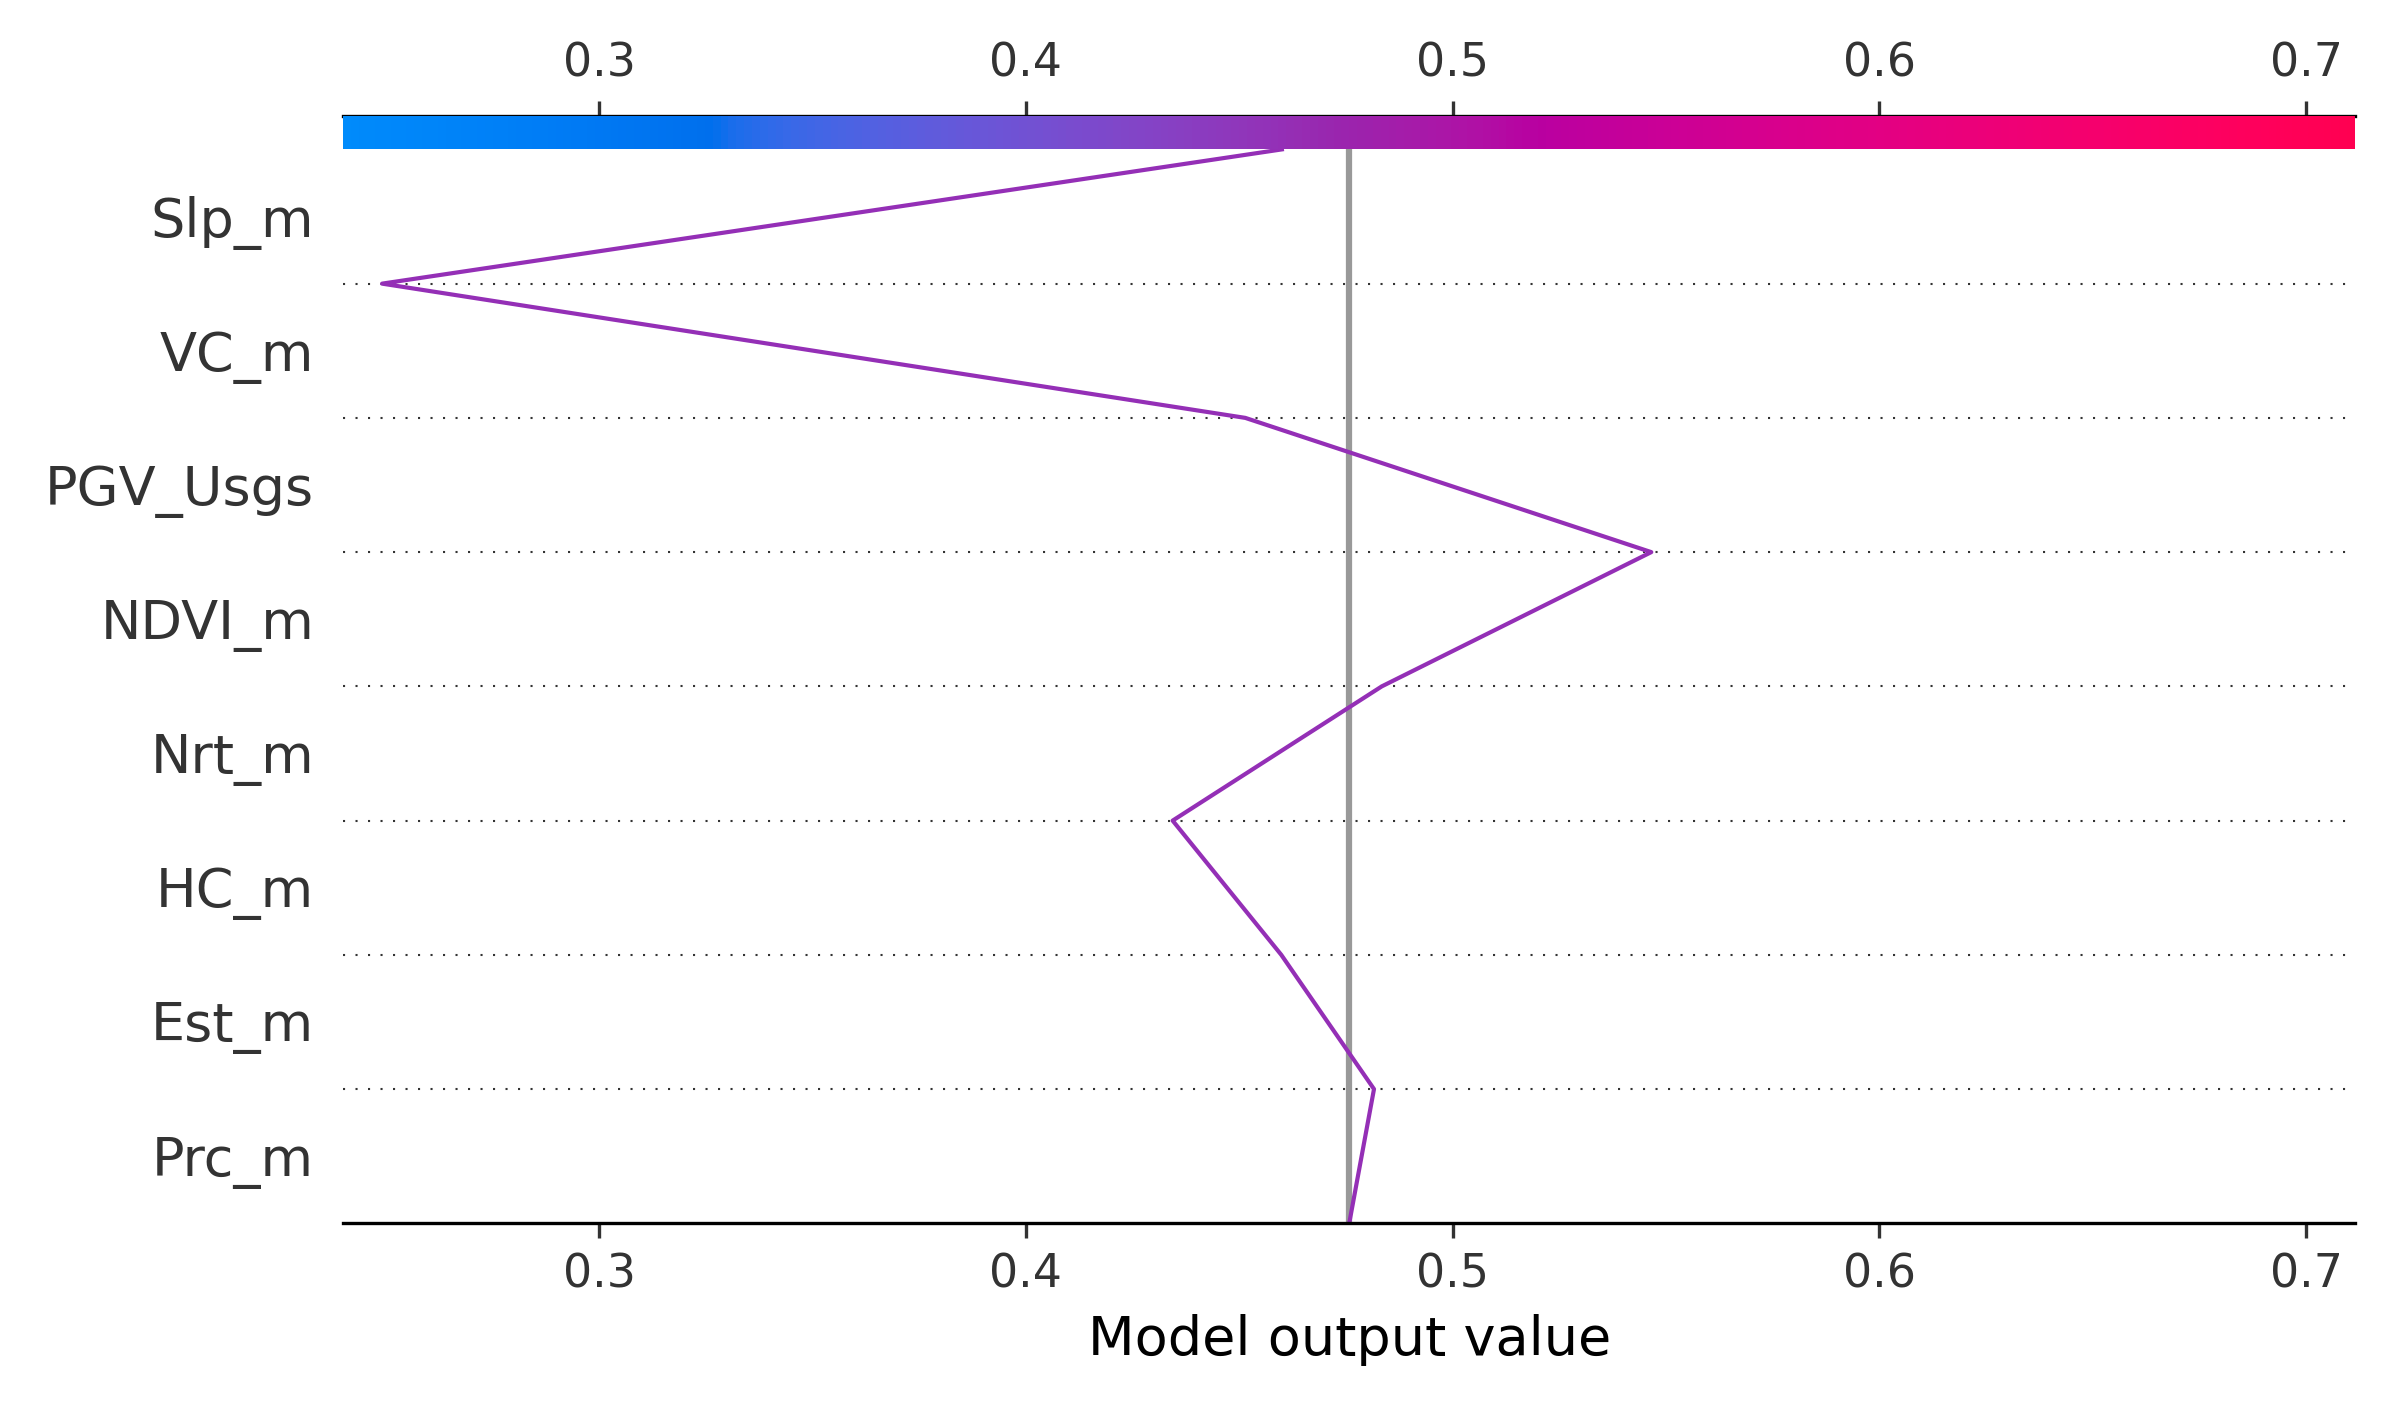 0.3 0.4 0.5 0.6 0.7
Slp_m
VC_m
PGV_Usgs
NDVI_m
Nrt_m
HC_m
Est_m
Prc_m
0.3 0.4 0.5 0.6 0.7
Model output value